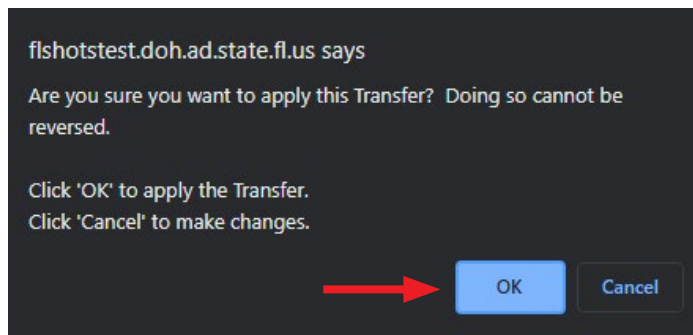 flshotstest.doh.ad.state.fl.us says
Are you sure you want to apply this Transfer?  Doing so cannot be
reversed.
Click 'OK' to apply the Transfer.
Click 'Cancel' to make changes.
OK
Cancel